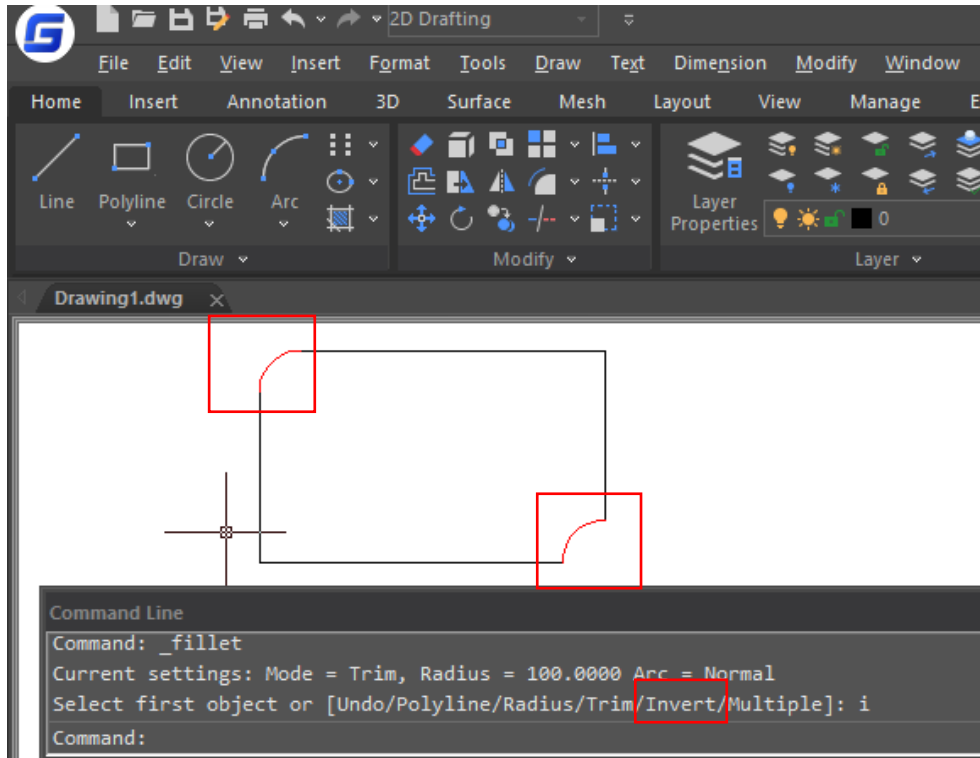 G
2D Drafting
File Edit View Insert Format Tools Draw Text Dimension Modify Window
Home Insert Annotation 3D Surface Mesh Layout View Manage E
Line Polyline Circle Arc
Layer
Properties
0
Draw Modify Layer
Drawing1.dwg
Command Line
Command: _fillet
Current settings: Mode = Trim, Radius = 100.0000 Arc = Normal
Select first object or [Undo/Polyline/Radius/Trim/Invert/Multiple]: i
Command: